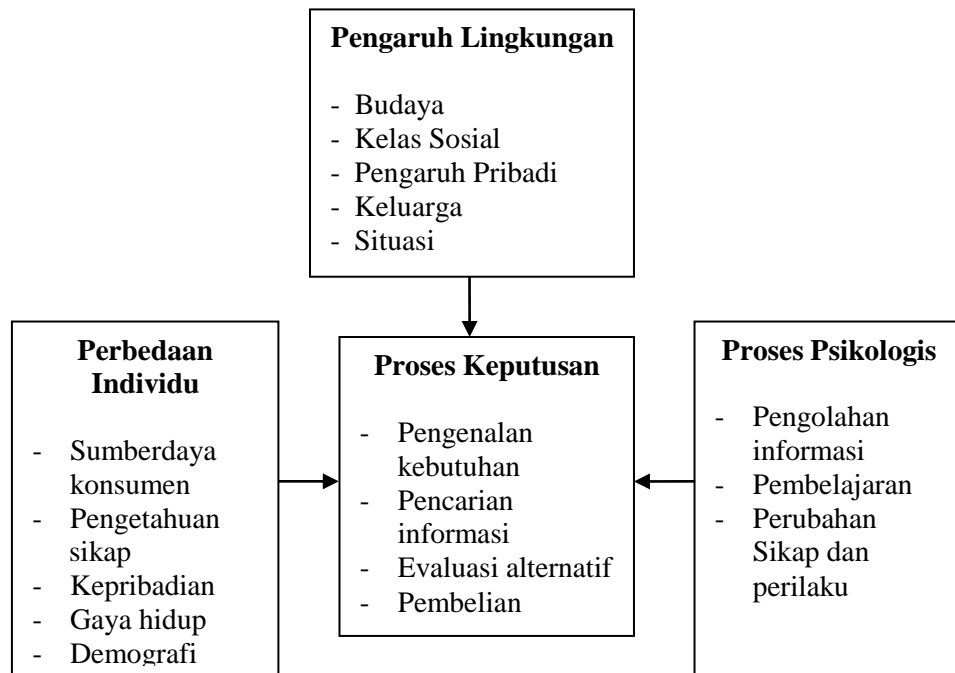 Pengaruh Lingkungan
- Budaya
- Kelas Sosial
- Pengaruh Pribadi
- Keluarga
- Situasi
Perbedaan
Individu
- Sumberdaya
konsumen
- Pengetahuan
sikap
- Kepribadian
- Gaya hidup
- Demografi
Proses Keputusan
- Pengenalan
kebutuhan
- Pencarian
informasi
- Evaluasi alternatif
- Pembelian
Proses Psikologis
- Pengolahan
informasi
- Pembelajaran
- Perubahan
Sikap dan
perilaku